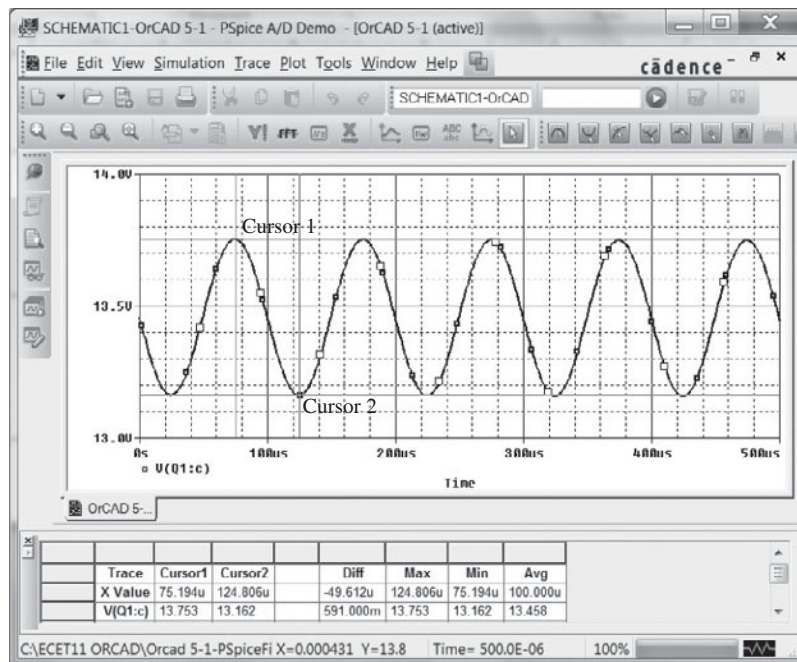 SCHEMATIC1-OrCAD 5-1 - PSpice A/D Demo - [OrCAD 5-1 (active)]
File Edit View Simulation Trace Plot Tools Window Help
cādence
SCHEMATIC1-OrCAD
FFT
ABC
14.0V
Cursor 1
13.5V
Cursor 2
13.0V
0s 100us 200us 300us 400us 500us
V(Q1:c)
Time
OrCAD 5-...
Trace Cursor1 Cursor2 Diff Max Min Avg
X Value 75.194u 124.806u -49.612u 124.806u 75.194u 100.000u
V(Q1:c) 13.753 13.162 591.000m 13.753 13.162 13.458
C:\ECET11 ORCAD\Orcad 5-1-PSpiceFi X=0.000431 Y=13.8 Time= 500.0E-06 100%